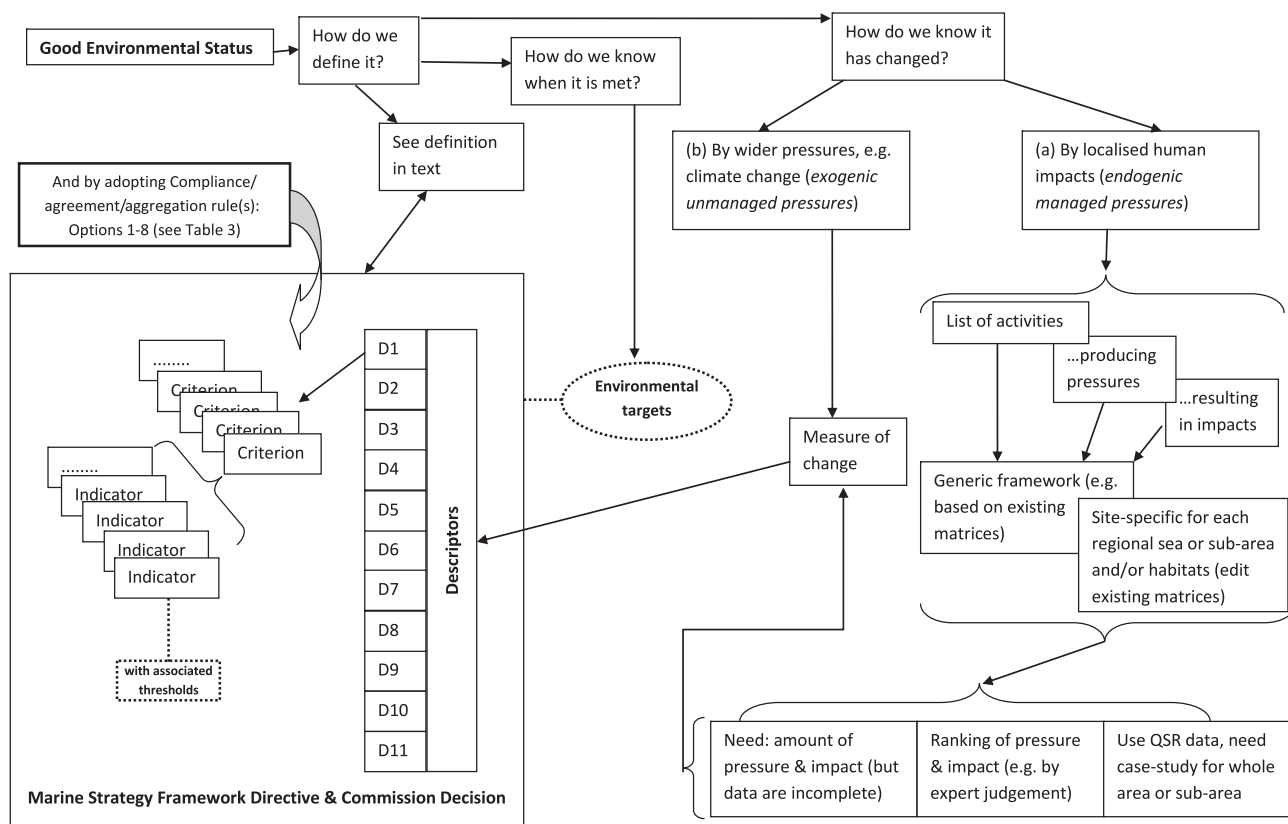 Good Environmental Status
How do we
define it?
How do we know
when it is met?
How do we know it
has changed?
See definition
in text
(b) By wider pressures, e.g.
climate change (exogenic
unmanaged pressures)
(a) By localised human
impacts (endogenic
managed pressures)
And by adopting Compliance/
agreement/aggregation rule(s):
Options 1-8 (see Table 3)
List of activities
...producing
pressures
...resulting
in impacts
Generic framework (e.g.
based on existing
matrices)
Site-specific for each
regional sea or sub-area
and/or habitats (edit
existing matrices)
Environmental
targets
Measure of
change
........
Criterion
Criterion
Criterion
Criterion
........
Indicator
Indicator
Indicator
Indicator
with associated
thresholds
D1
D2
D3
D4
D5
D6
D7
D8
D9
D10
D11
Descriptors
Marine Strategy Framework Directive & Commission Decision
Need: amount of
pressure & impact (but
data are incomplete)
Ranking of pressure
& impact (e.g. by
expert judgement)
Use QSR data, need
case-study for whole
area or sub-area